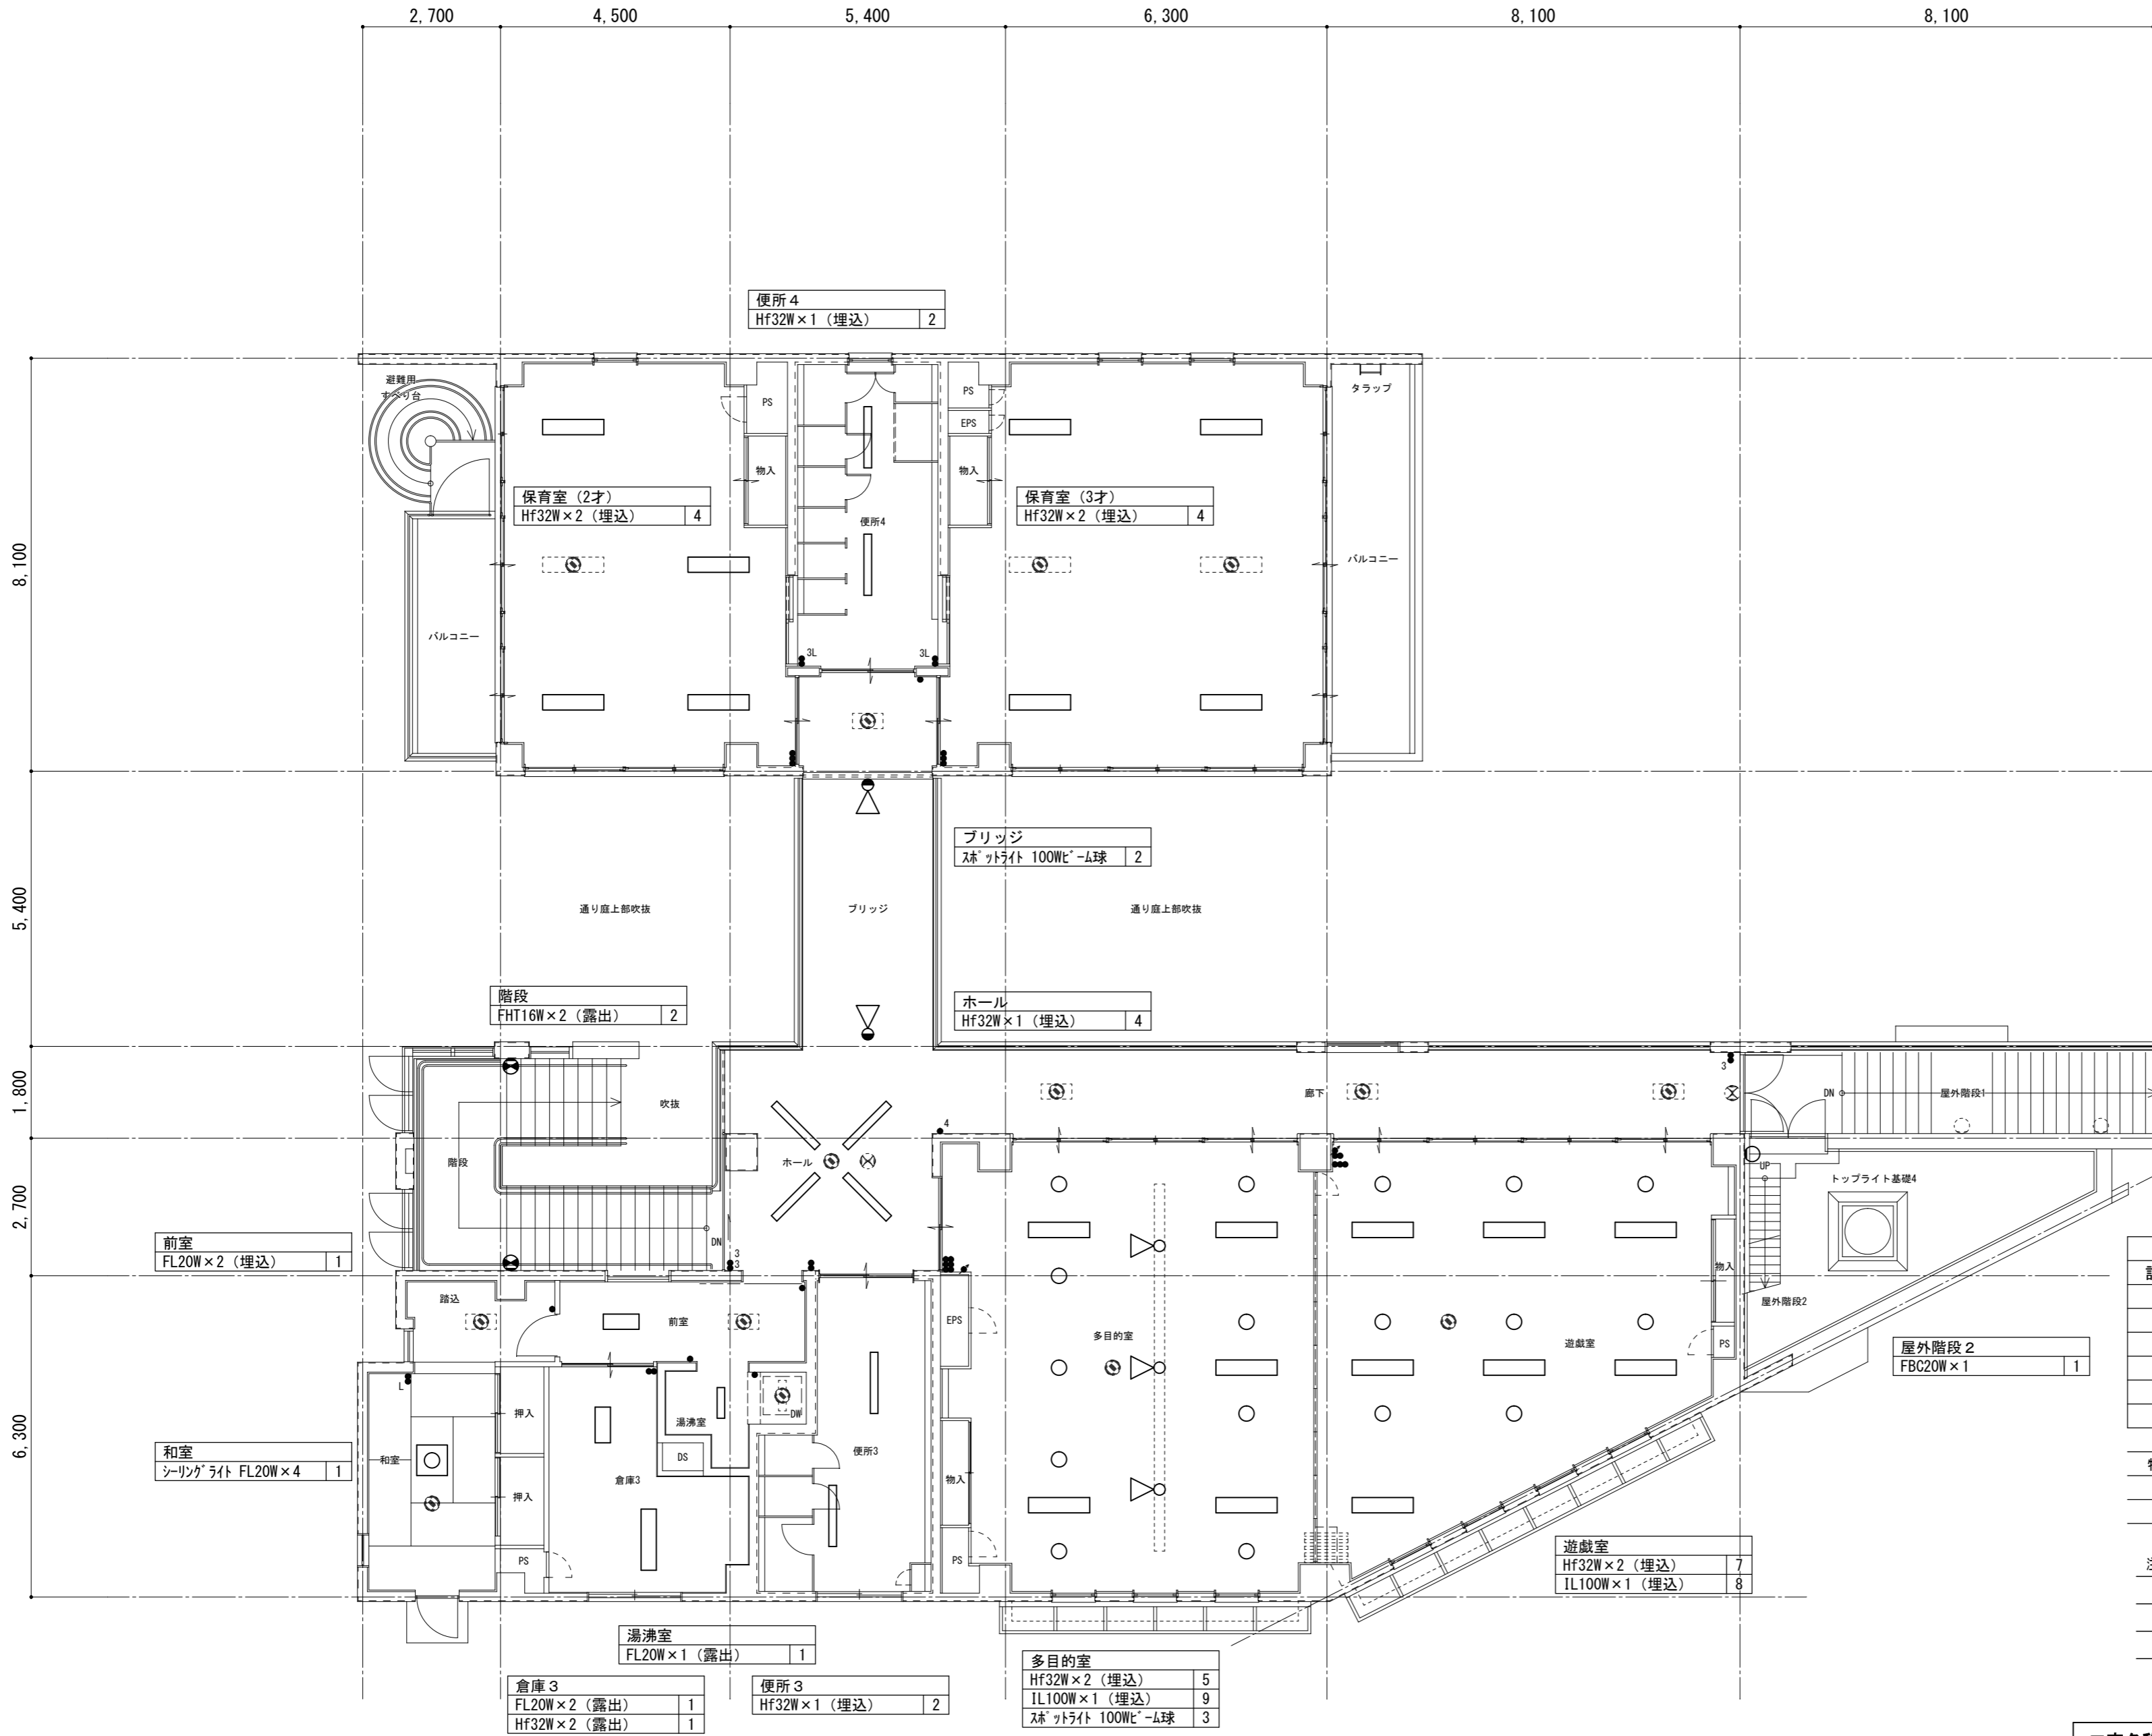 2,700
4,500
5,400
6,300
8,100
8,100
便所４
Hf32W×1（埋込） 2
避難用
すべり台
PS
PS
EPS
タラップ
物入
物入
保育室（2才）
Hf32W×2（埋込） 4
保育室（3才）
Hf32W×2（埋込） 4
便所4
8,100
バルコニー
バルコニー
3L
3L
ブリッジ
スポットライト 100Wビーム球 2
5,400
通り庭上部吹抜
ブリッジ
通り庭上部吹抜
階段
FHT16W×2（露出） 2
ホール
Hf32W×1（埋込） 4
1,800
吹抜
廊下
3
DN
屋外階段1
4
階段
ホール
UP
トップライト基礎4
2,700
前室
FL20W×2（埋込） 1
DN
3
3
物入
踏込
前室
EPS
多目的室
遊戯室
PS
屋外階段2
屋外階段２
FBC20W×1 1
6,300
L
押入
湯沸室
DW
和室
シーリングライト FL20W×4 1
和室
DS
便所3
倉庫3
物入
押入
PS
PS
遊戯室
Hf32W×2（埋込） 7
IL100W×1（埋込） 8
湯沸室
FL20W×1（露出） 1
多目的室
Hf32W×2（埋込） 5
IL100W×1（埋込） 9
スポットライト 100Wビーム球 3
倉庫３
FL20W×2（露出） 1
Hf32W×2（露出） 1
便所３
Hf32W×1（埋込） 2